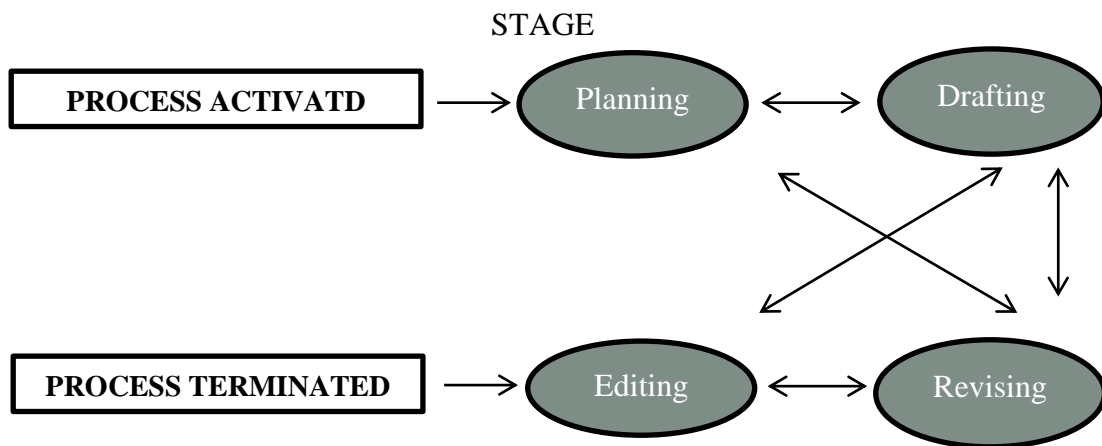 STAGE
PROCESS ACTIVATD
Planning
Drafting
PROCESS TERMINATED
Editing
Revising